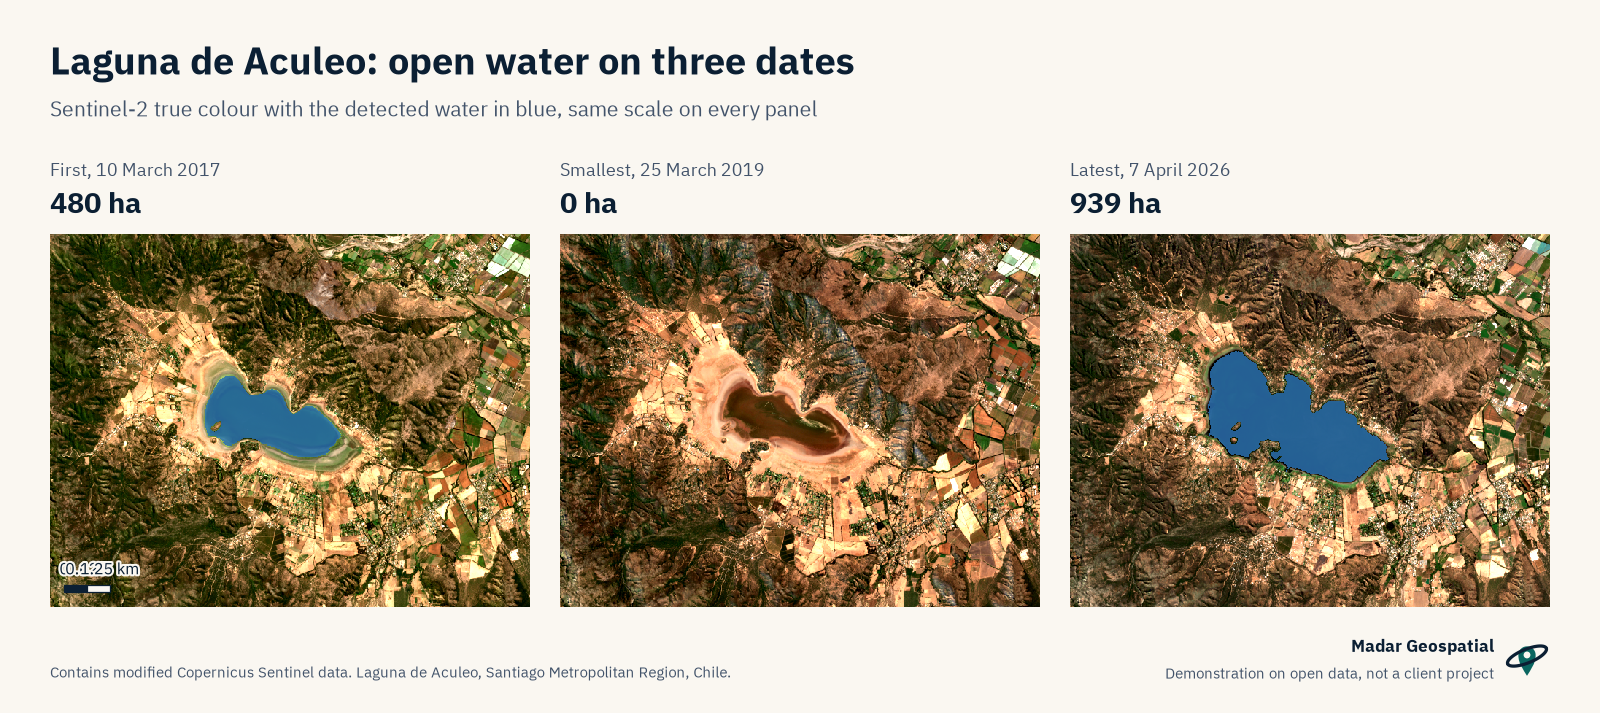 Laguna de Aculeo: open water on three dates
Sentinel-2 true colour with the detected water in blue, same scale on every panel
First, 10 March 2017
480 ha
Smallest, 25 March 2019
0 ha
Latest, 7 April 2026
939 ha
km
Contains modified Copernicus Sentinel data. Laguna de Aculeo, Santiago Metropolitan Region, Chile.
Madar Geospatial
Demonstration on open data, not a client project